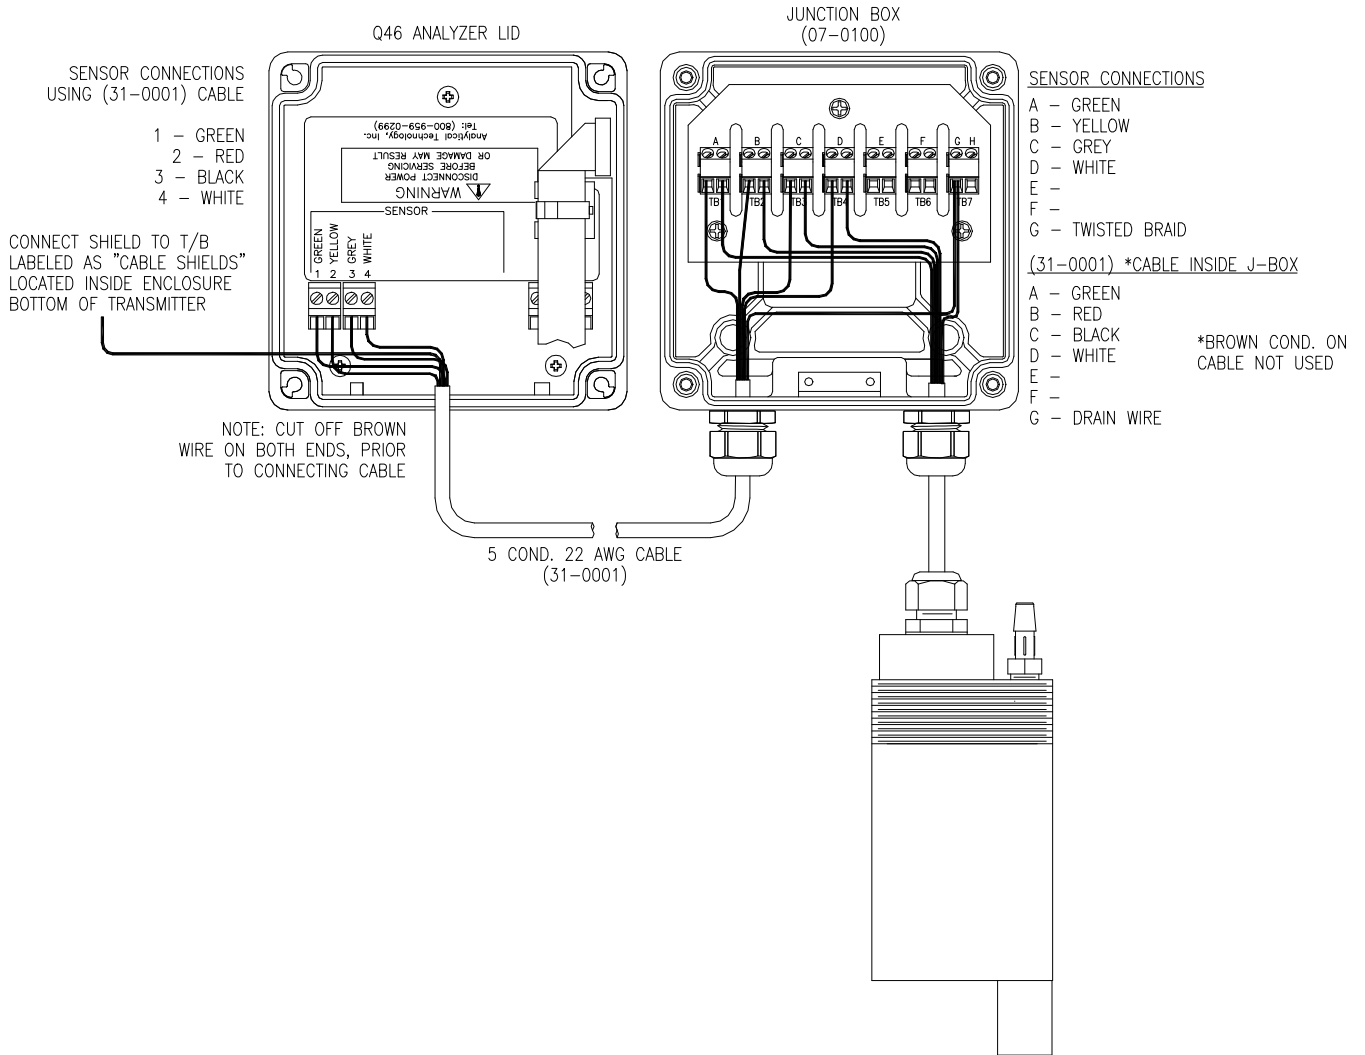 Q46 ANALYZER LID
JUNCTION BOX
(07-0100)
SENSOR CONNECTIONS
USING (31-0001) CABLE
1 - GREEN
2 - RED
3 - BLACK
4 - WHITE
CONNECT SHIELD TO T/B
LABELED AS "CABLE SHIELDS"
LOCATED INSIDE ENCLOSURE
BOTTOM OF TRANSMITTER
Analytical Technology, Inc.
Tel: (800-959-0299)
WARNING
DISCONNECT POWER
BEFORE SERVICING
OR DAMAGE MAY RESULT
SENSOR
GREEN
YELLOW
GREY
WHITE
1 2 3 4
NOTE: CUT OFF BROWN
WIRE ON BOTH ENDS, PRIOR
TO CONNECTING CABLE
5 COND. 22 AWG CABLE
(31-0001)
A B C D E F G H
TB1 TB2 TB3 TB4 TB5 TB6 TB7
SENSOR CONNECTIONS
A - GREEN
B - YELLOW
C - GREY
D - WHITE
E -
F -
G - TWISTED BRAID
(31-0001) *CABLE INSIDE J-BOX
A - GREEN
B - RED
C - BLACK
D - WHITE
E -
F -
G - DRAIN WIRE
*BROWN COND. ON
CABLE NOT USED